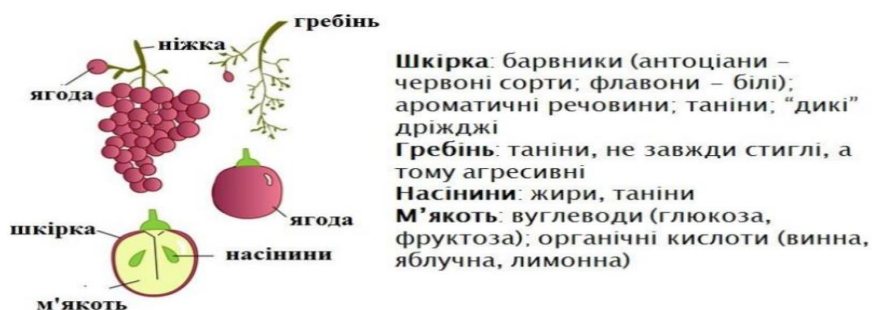 гребінь
ніжка
ягода
ягода
шкірка
насінини
м'якоть
Шкірка: барвники (антоціани –
червоні сорти; флавони – білі);
ароматичні речовини; таніни; “дикі”
дріжджі
Гребінь: таніни, не завжди стиглі, а
тому агресивні
Насінини: жири, таніни
М’якоть: вуглеводи (глюкоза,
фруктоза); органічні кислоти (винна,
яблучна, лимонна)